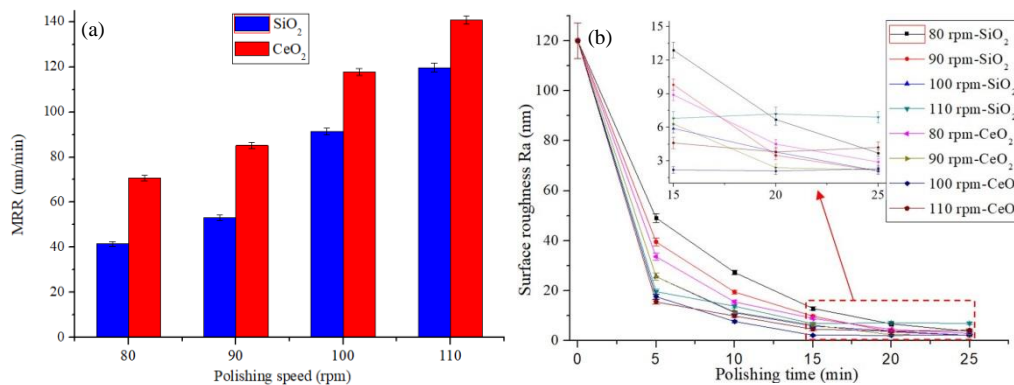 (a)
SiO₂
CeO₂
MRR (nm/min)
140
120
100
80
60
40
20
0
80 90 100 110
Polishing speed (rpm)
(b)
Surface roughness Ra (nm)
120
100
80
60
40
20
0
0 5 10 15 20 25
Polishing time (min)
15
12
9
6
3
15 20 25
80 rpm-SiO₂
90 rpm-SiO₂
100 rpm-SiO₂
110 rpm-SiO₂
80 rpm-CeO₂
90 rpm-CeO₂
100 rpm-CeO
110 rpm-CeO